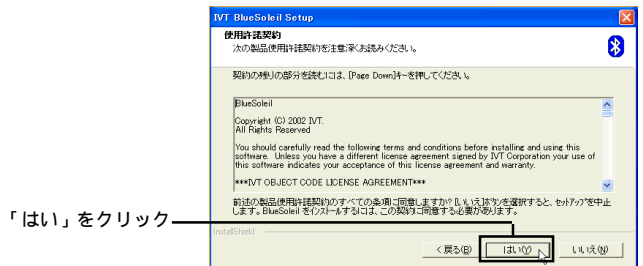 IVT BlueSoleil Setup
使用許諾契約
次の製品使用許諾契約を注意深くお読みください。
契約の残りの部分を読むには、[Page Down]キーを押してください。
BlueSoleil
Copyright (C) 2002 IVT.
All Rights Reserved
You should carefully read the following terms and conditions before installing and using this
software. Unless you have a different license agreement signed by IVT Corporation your use of
this software indicates your acceptance of this license agreement and warranty.
***IVT OBJECT CODE LICENSE AGREEMENT***
前述の製品使用許諾契約のすべての条項に同意しますか? [いいえ]ボタンを選択すると、セットアップを中止
します。BlueSoleil をインストールするには、この契約に同意する必要があります。
「はい」をクリック
InstallShield
< 戻る(B)
はい(Y)
いいえ(N)